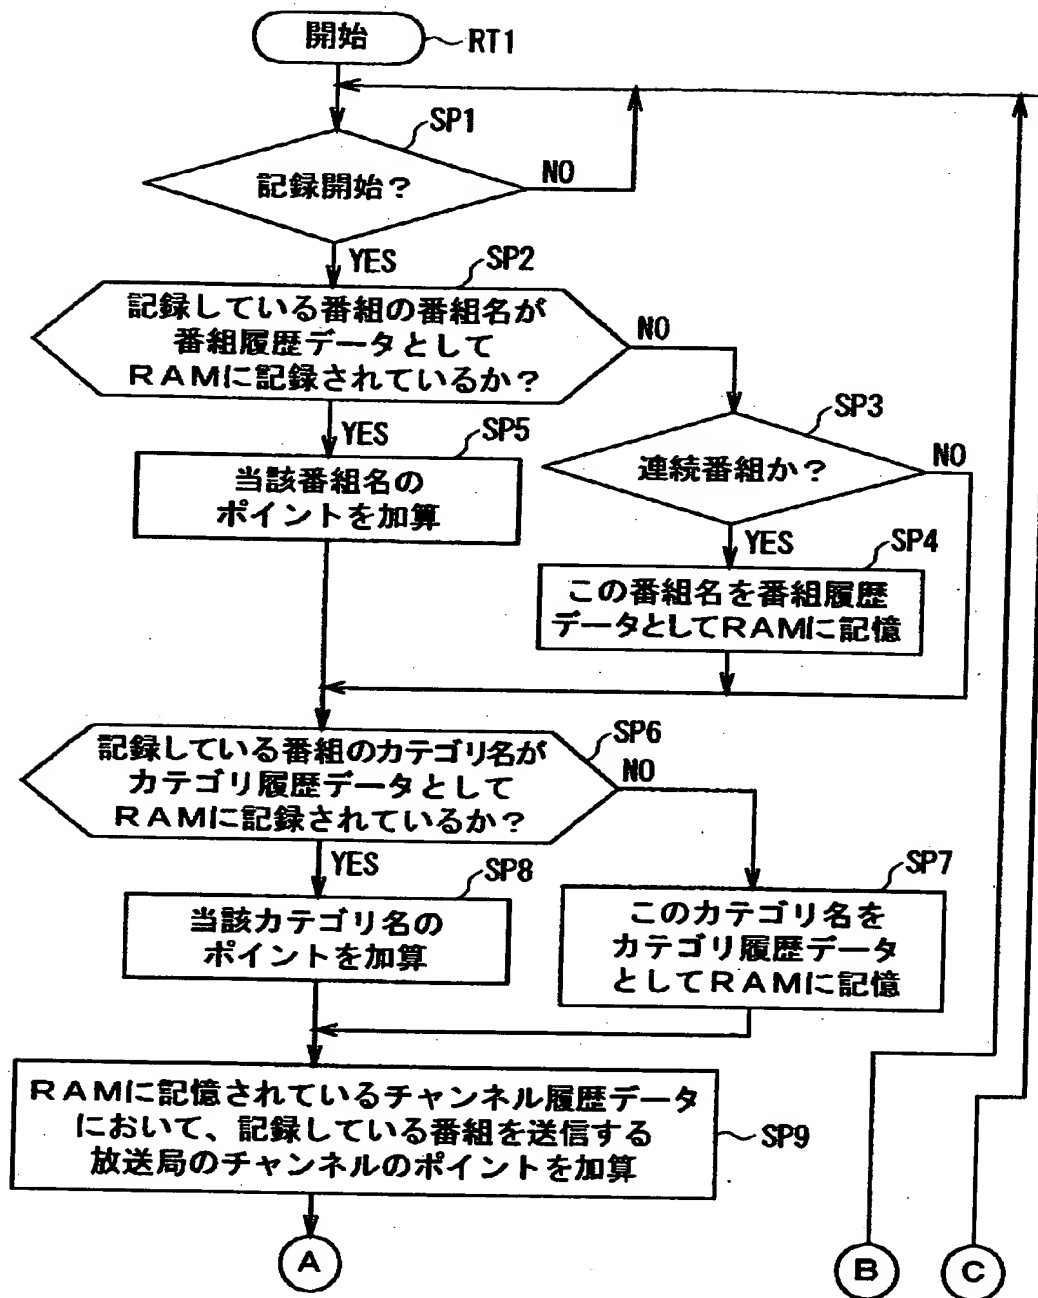 開始
RT1
SP1
記録開始？
NO
YES
SP2
記録している番組の番組名が
番組履歴データとして
RAMに記録されているか？
NO
YES
SP3
連続番組か？
NO
YES
SP5
当該番組名の
ポイントを加算
SP4
この番組名を番組履歴
データとしてRAMに記憶
SP6
記録している番組のカテゴリ名が
カテゴリ履歴データとして
RAMに記録されているか？
NO
YES
SP8
当該カテゴリ名の
ポイントを加算
SP7
このカテゴリ名を
カテゴリ履歴データ
としてRAMに記憶
RAMに記憶されているチャンネル履歴データ
において、記録している番組を送信する
放送局のチャンネルのポイントを加算
SP9
A
B
C